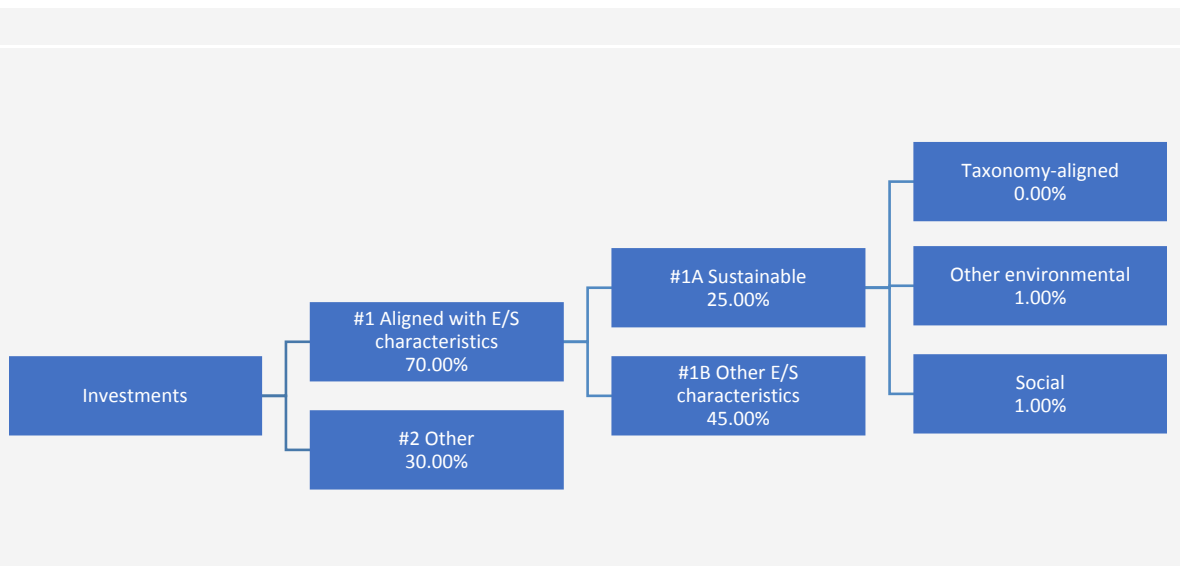 Investments
#1 Aligned with E/S
characteristics
70.00%
#2 Other
30.00%
#1A Sustainable
25.00%
#1B Other E/S
characteristics
45.00%
Taxonomy-aligned
0.00%
Other environmental
1.00%
Social
1.00%